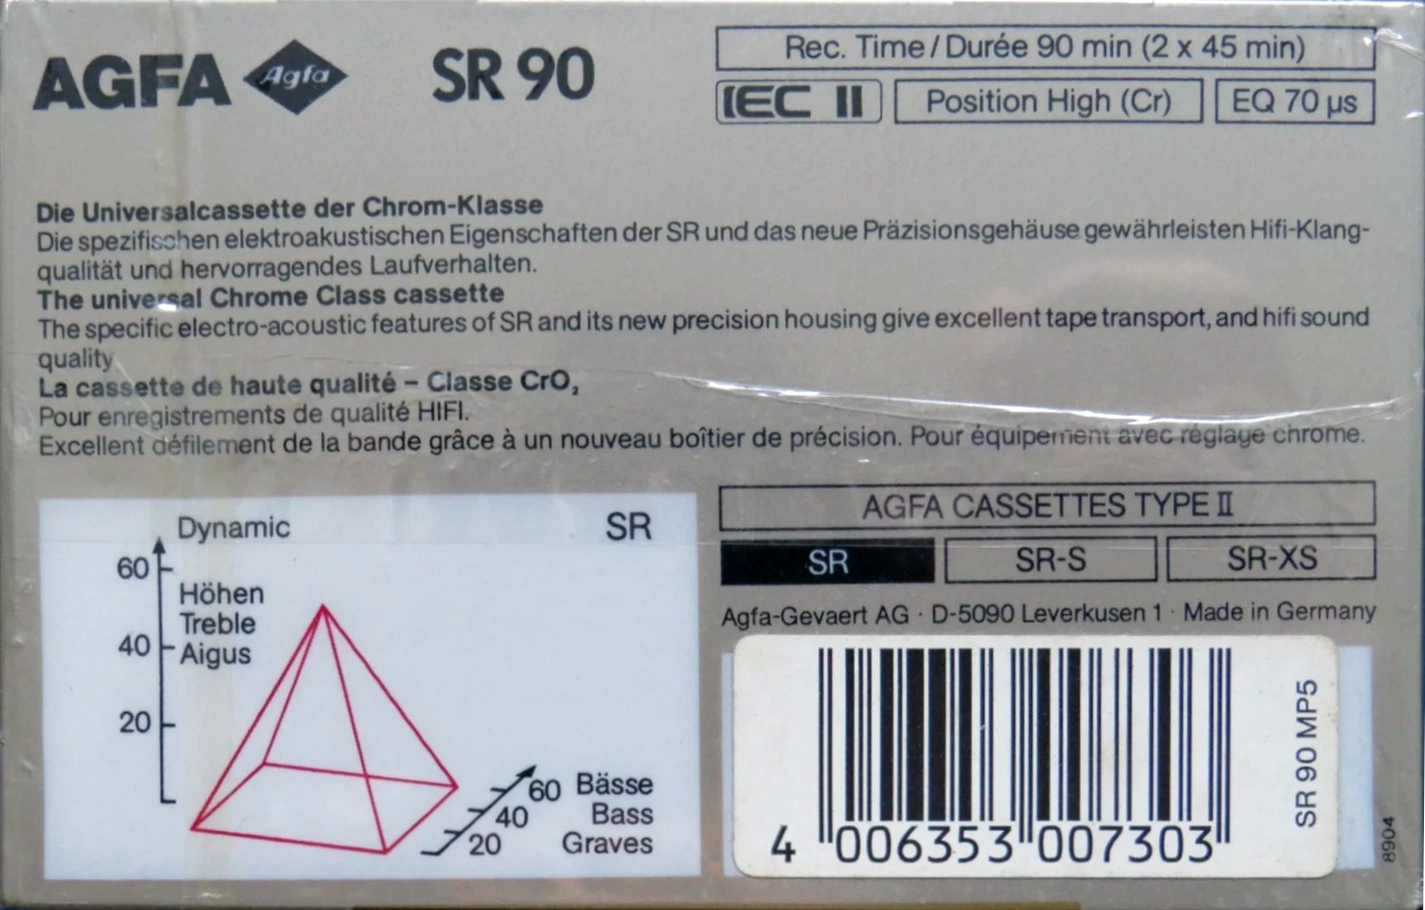 AGFA Agfa SR 90
Rec. Time / Durée 90 min (2 x 45 min)
IEC II Position High (Cr) EQ 70 µs
Die Universalcassette der Chrom-Klasse
Die spezifischen elektroakustischen Eigenschaften der SR und das neue Präzisionsgehäuse gewährleisten Hifi-Klang-
qualität und hervorragendes Laufverhalten.
The universal Chrome Class cassette
The specific electro-acoustic features of SR and its new precision housing give excellent tape transport, and hifi sound
quality
La cassette de haute qualité – Classe CrO₂
Pour enregistrements de qualité HIFI.
Excellent défilement de la bande grâce à un nouveau boîtier de précision. Pour équipement avec réglage chrome.
Dynamic SR
60
Höhen
Treble
40 Aigus
20
60 Bässe
40 Bass
20 Graves
AGFA CASSETTES TYPE II
SR SR-S SR-XS
Agfa-Gevaert AG · D-5090 Leverkusen 1 · Made in Germany
4 006353 007303
SR 90 MP5
8904